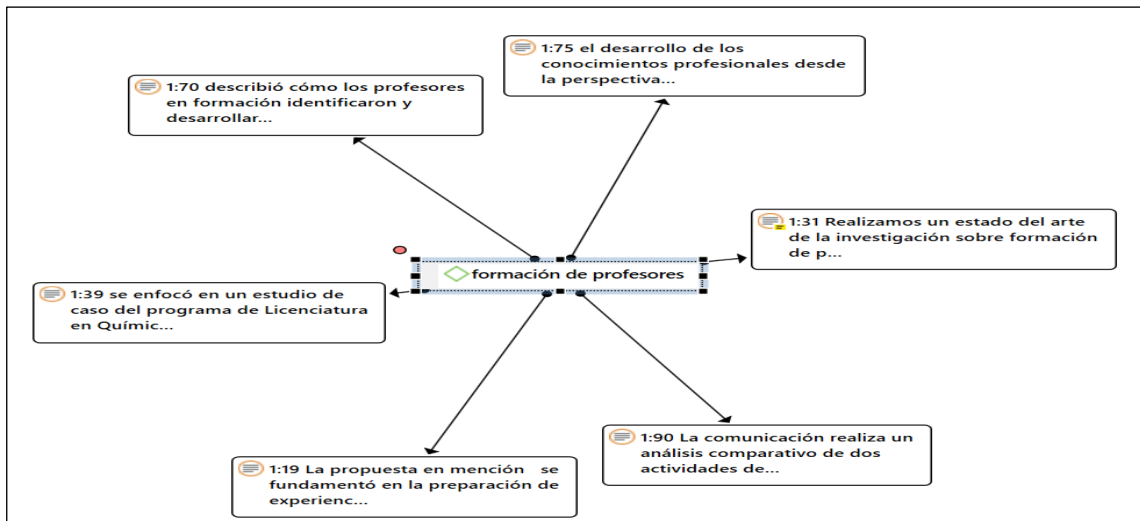 1:75 el desarrollo de los
conocimientos profesionales desde
la perspectiva...
1:70 describió cómo los profesores
en formación identificaron y
desarrollar...
1:31 Realizamos un estado del arte
de la investigación sobre formación
de p...
formación de profesores
1:39 se enfocó en un estudio de
caso del programa de Licenciatura
en Químic...
1:90 La comunicación realiza un
análisis comparativo de dos
actividades de...
1:19 La propuesta en mención se
fundamentó en la preparación de
experienc...